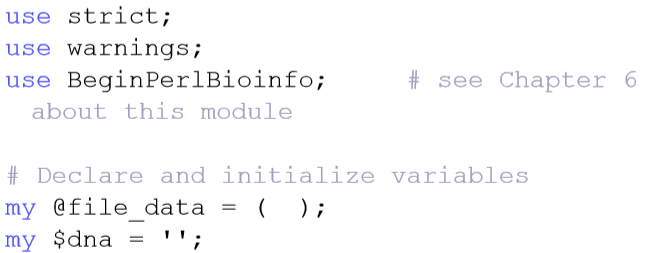 use strict;
use warnings;
use BeginPerlBioinfo;     # see Chapter 6
  about this module
# Declare and initialize variables
my @file_data = (  );
my $dna = '';